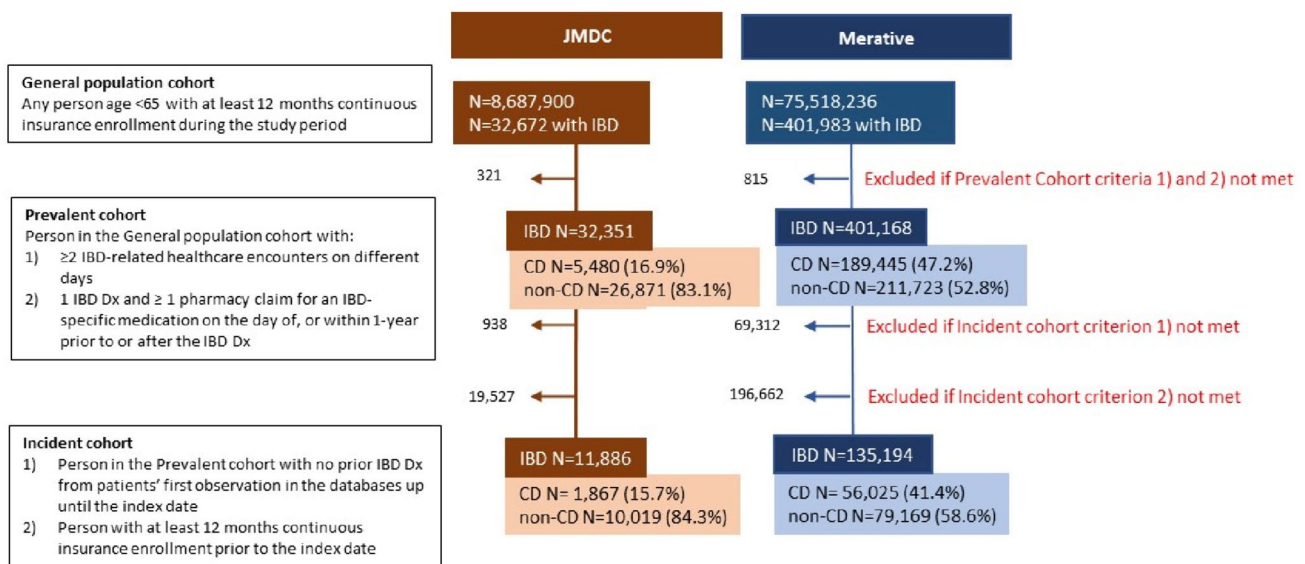 JMDC
Merative
General population cohort
Any person age <65 with at least 12 months continuous
insurance enrollment during the study period
N=8,687,900
N=32,672 with IBD
N=75,518,236
N=401,983 with IBD
321
815
Excluded if Prevalent Cohort criteria 1) and 2) not met
Prevalent cohort
Person in the General population cohort with:
1) ≥2 IBD-related healthcare encounters on different
days
2) 1 IBD Dx and ≥ 1 pharmacy claim for an IBD-
specific medication on the day of, or within 1-year
prior to or after the IBD Dx
IBD N=32,351
CD N=5,480 (16.9%)
non-CD N=26,871 (83.1%)
IBD N=401,168
CD N=189,445 (47.2%)
non-CD N=211,723 (52.8%)
938
69,312
Excluded if Incident cohort criterion 1) not met
19,527
196,662
Excluded if Incident cohort criterion 2) not met
Incident cohort
1) Person in the Prevalent cohort with no prior IBD Dx
from patients' first observation in the databases up
until the index date
2) Person with at least 12 months continuous
insurance enrollment prior to the index date
IBD N=11,886
CD N= 1,867 (15.7%)
non-CD N=10,019 (84.3%)
IBD N=135,194
CD N= 56,025 (41.4%)
non-CD N=79,169 (58.6%)